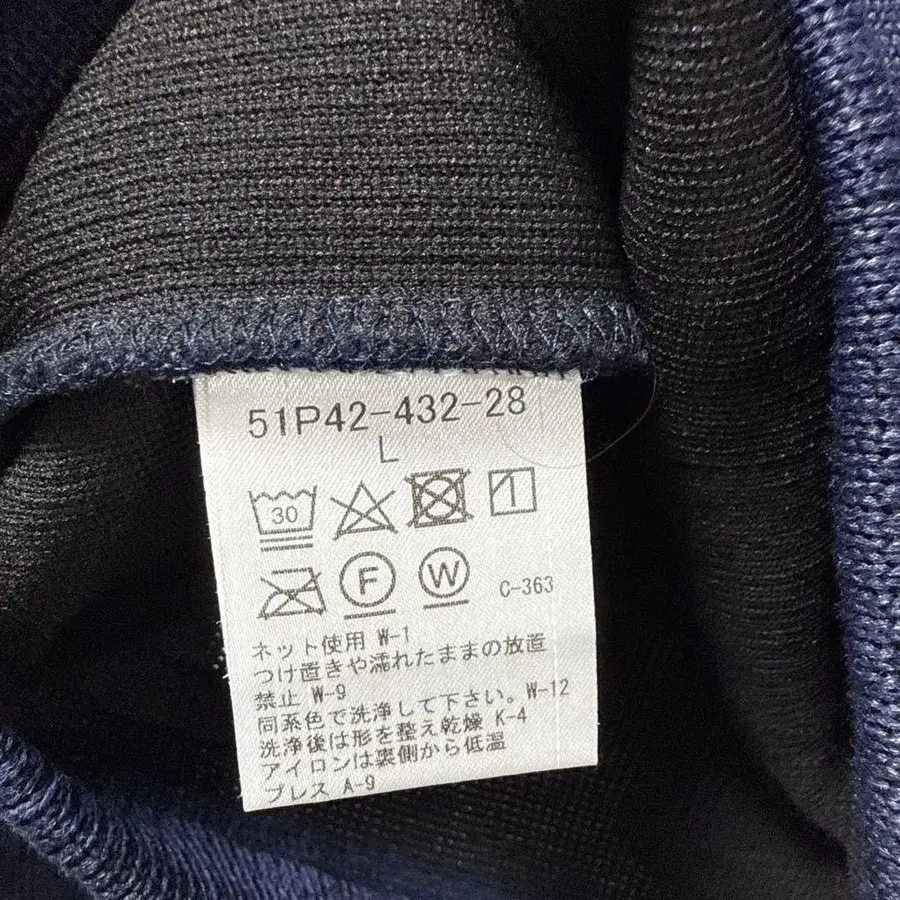 51P42-432-28
L
30
F W C-363
ネット使用 W-1
つけ置きや濡れたままの放置
禁止 W-9
同系色で洗浄して下さい。W-12
洗浄後は形を整え乾燥 K-4
アイロンは裏側から低温
プレス A-9